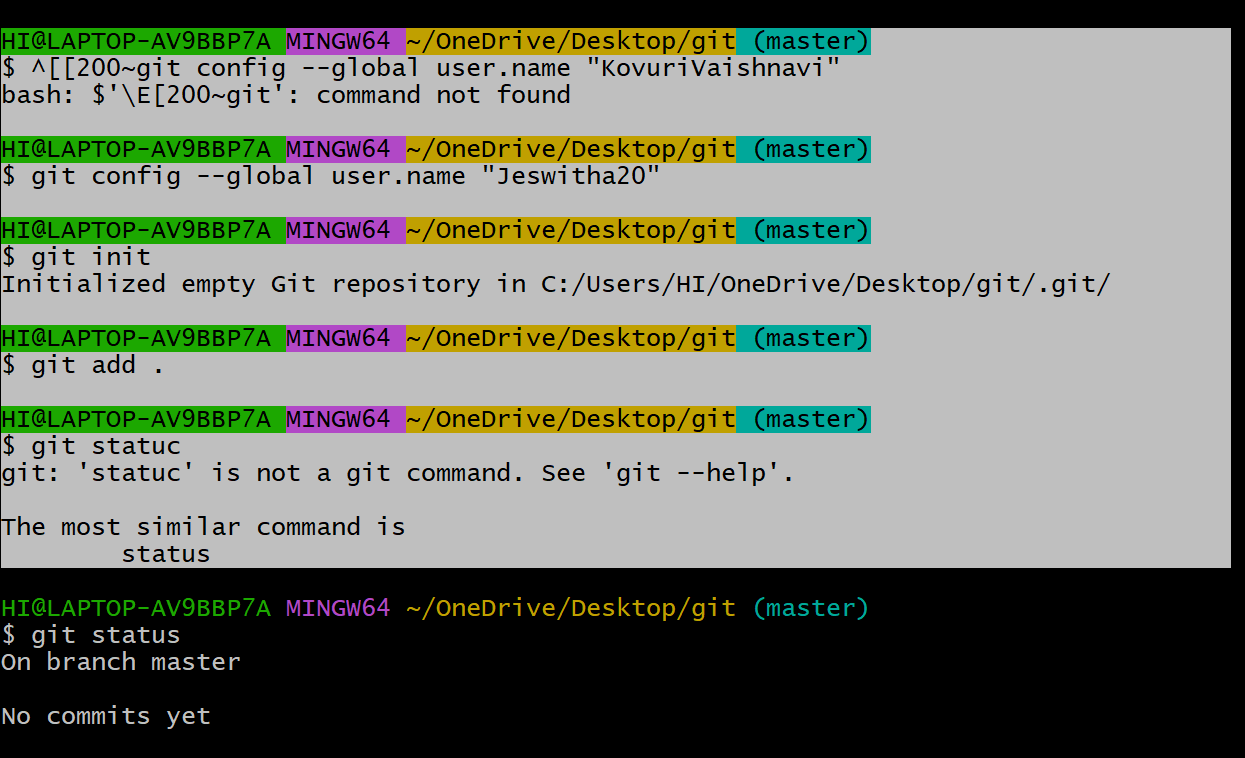 HI@LAPTOP-AV9BBP7A MINGW64 ~/OneDrive/Desktop/git (master)
$ ^[[200~git config --global user.name "KovuriVaishnavi"
bash: $'\E[200~git': command not found
HI@LAPTOP-AV9BBP7A MINGW64 ~/OneDrive/Desktop/git (master)
$ git config --global user.name "Jeswitha20"
HI@LAPTOP-AV9BBP7A MINGW64 ~/OneDrive/Desktop/git (master)
$ git init
Initialized empty Git repository in C:/Users/HI/OneDrive/Desktop/git/.git/
HI@LAPTOP-AV9BBP7A MINGW64 ~/OneDrive/Desktop/git (master)
$ git add .
HI@LAPTOP-AV9BBP7A MINGW64 ~/OneDrive/Desktop/git (master)
$ git statuc
git: 'statuc' is not a git command. See 'git --help'.
The most similar command is
        status
HI@LAPTOP-AV9BBP7A MINGW64 ~/OneDrive/Desktop/git (master)
$ git status
On branch master
No commits yet